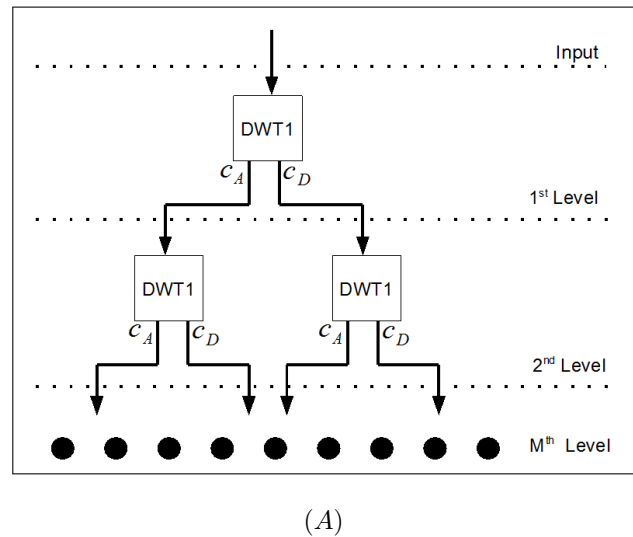 Input
DWT1
c_A c_D
1st Level
DWT1 DWT1
c_A c_D c_A c_D
2nd Level
Mth Level
(A)